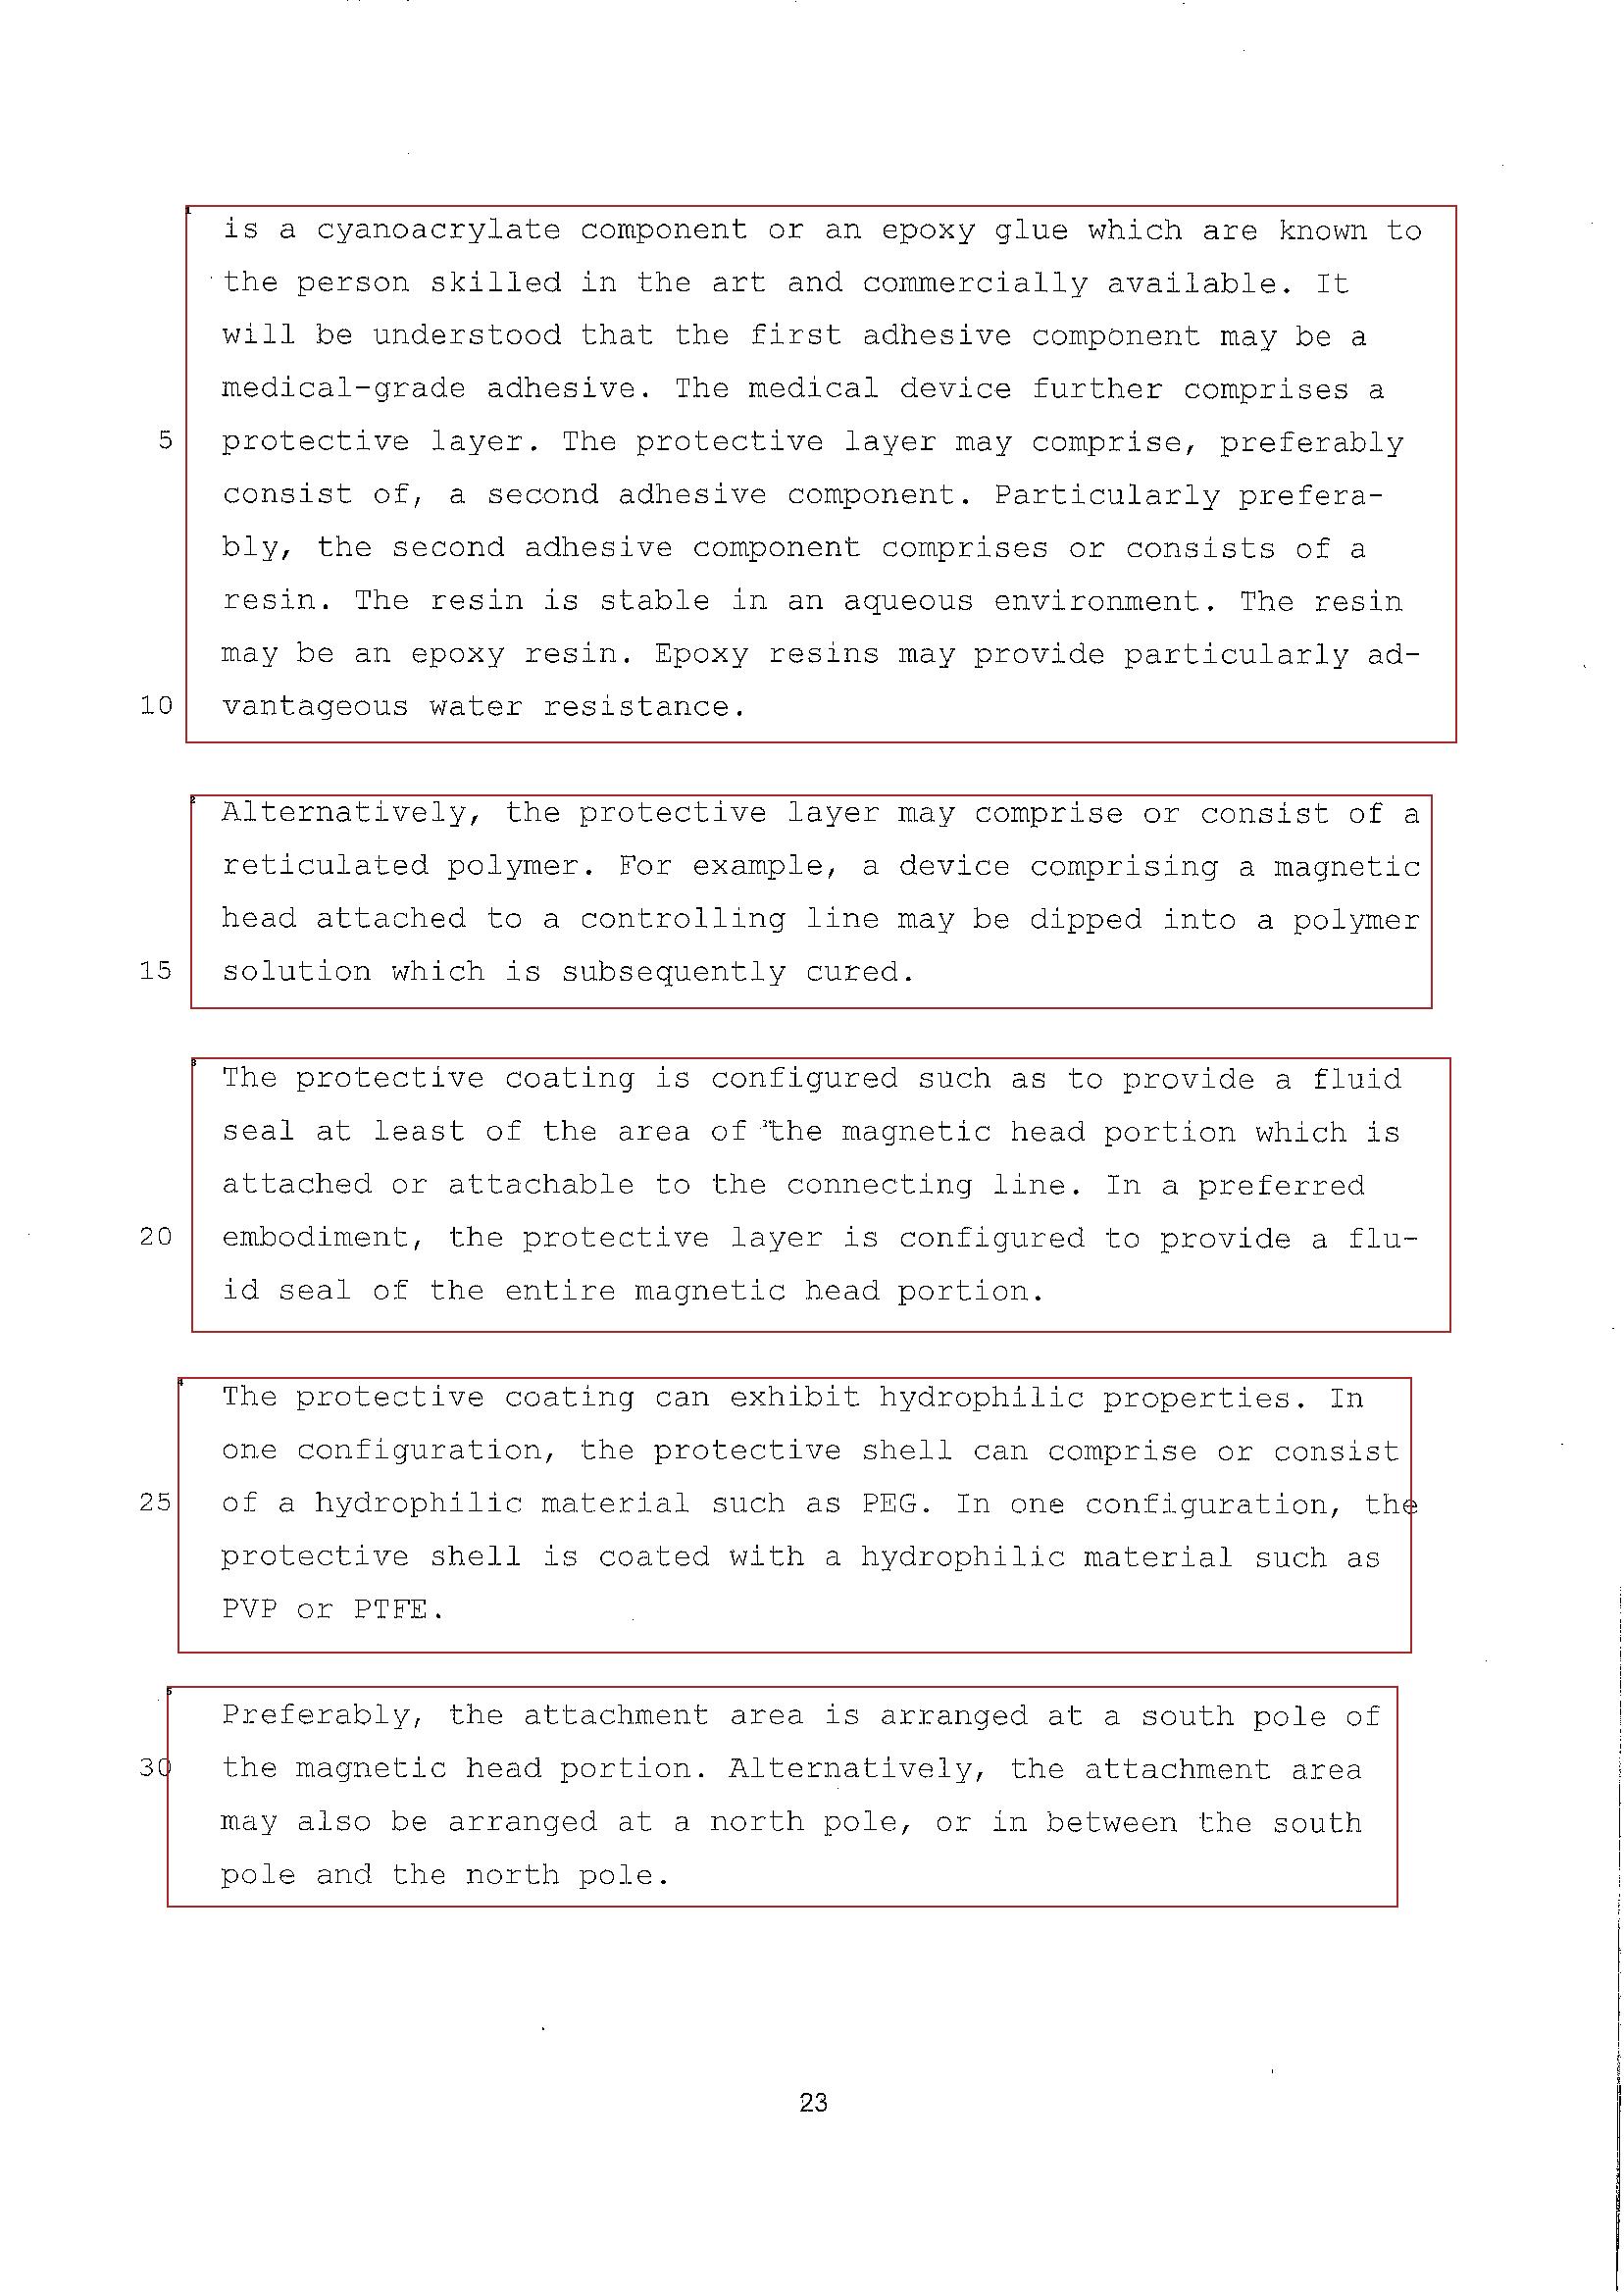 is a cyanoacrylate component or an epoxy glue which are known to
the person skilled in the art and commercially available. It
will be understood that the first adhesive component may be a
medical-grade adhesive. The medical device further comprises a
5 protective layer. The protective layer may comprise, preferably
consist of, a second adhesive component. Particularly prefera-
bly, the second adhesive component comprises or consists of a
resin. The resin is stable in an aqueous environment. The resin
may be an epoxy resin. Epoxy resins may provide particularly ad-
10 vantageous water resistance.
Alternatively, the protective layer may comprise or consist of a
reticulated polymer. For example, a device comprising a magnetic
head attached to a controlling line may be dipped into a polymer
15 solution which is subsequently cured.
The protective coating is configured such as to provide a fluid
seal at least of the area of the magnetic head portion which is
attached or attachable to the connecting line. In a preferred
20 embodiment, the protective layer is configured to provide a flu-
id seal of the entire magnetic head portion.
The protective coating can exhibit hydrophilic properties. In
one configuration, the protective shell can comprise or consist
25 of a hydrophilic material such as PEG. In one configuration, the
protective shell is coated with a hydrophilic material such as
PVP or PTFE.
Preferably, the attachment area is arranged at a south pole of
30 the magnetic head portion. Alternatively, the attachment area
may also be arranged at a north pole, or in between the south
pole and the north pole.
23